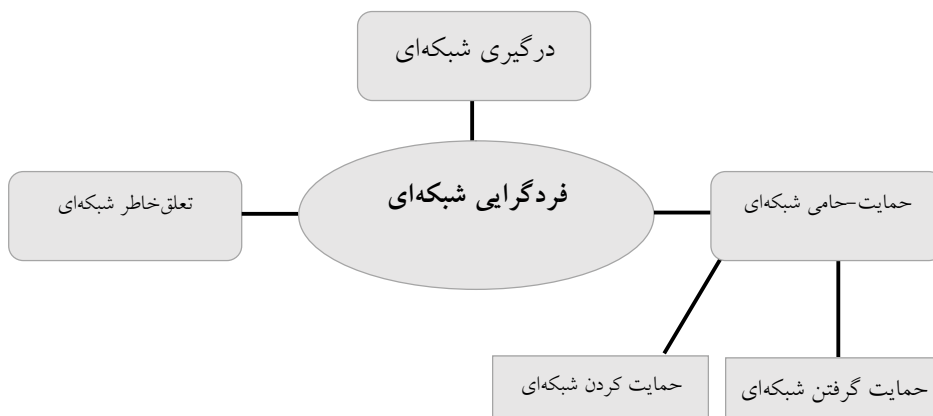 درگیری شبکه‌ای
فردگرایی شبکه‌ای
حمایت-حامی شبکه‌ای
تعلق‌خاطر شبکه‌ای
حمایت گرفتن شبکه‌ای
حمایت کردن شبکه‌ای